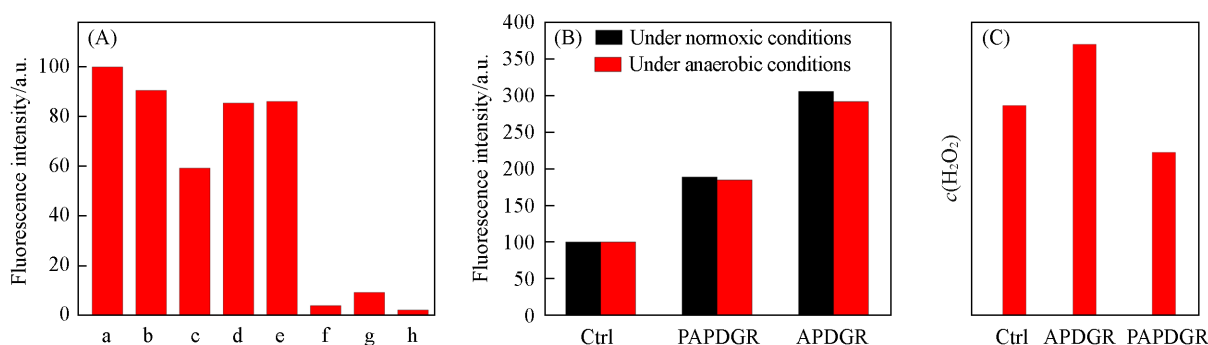 (A)
Fluorescence intensity/a.u.
100
80
60
40
20
0
a b c d e f g h
(B)
Under normoxic conditions
Under anaerobic conditions
Fluorescence intensity/a.u.
400
350
300
250
200
150
100
50
0
Ctrl PAPDGR APDGR
(C)
c(H₂O₂)
Ctrl APDGR PAPDGR